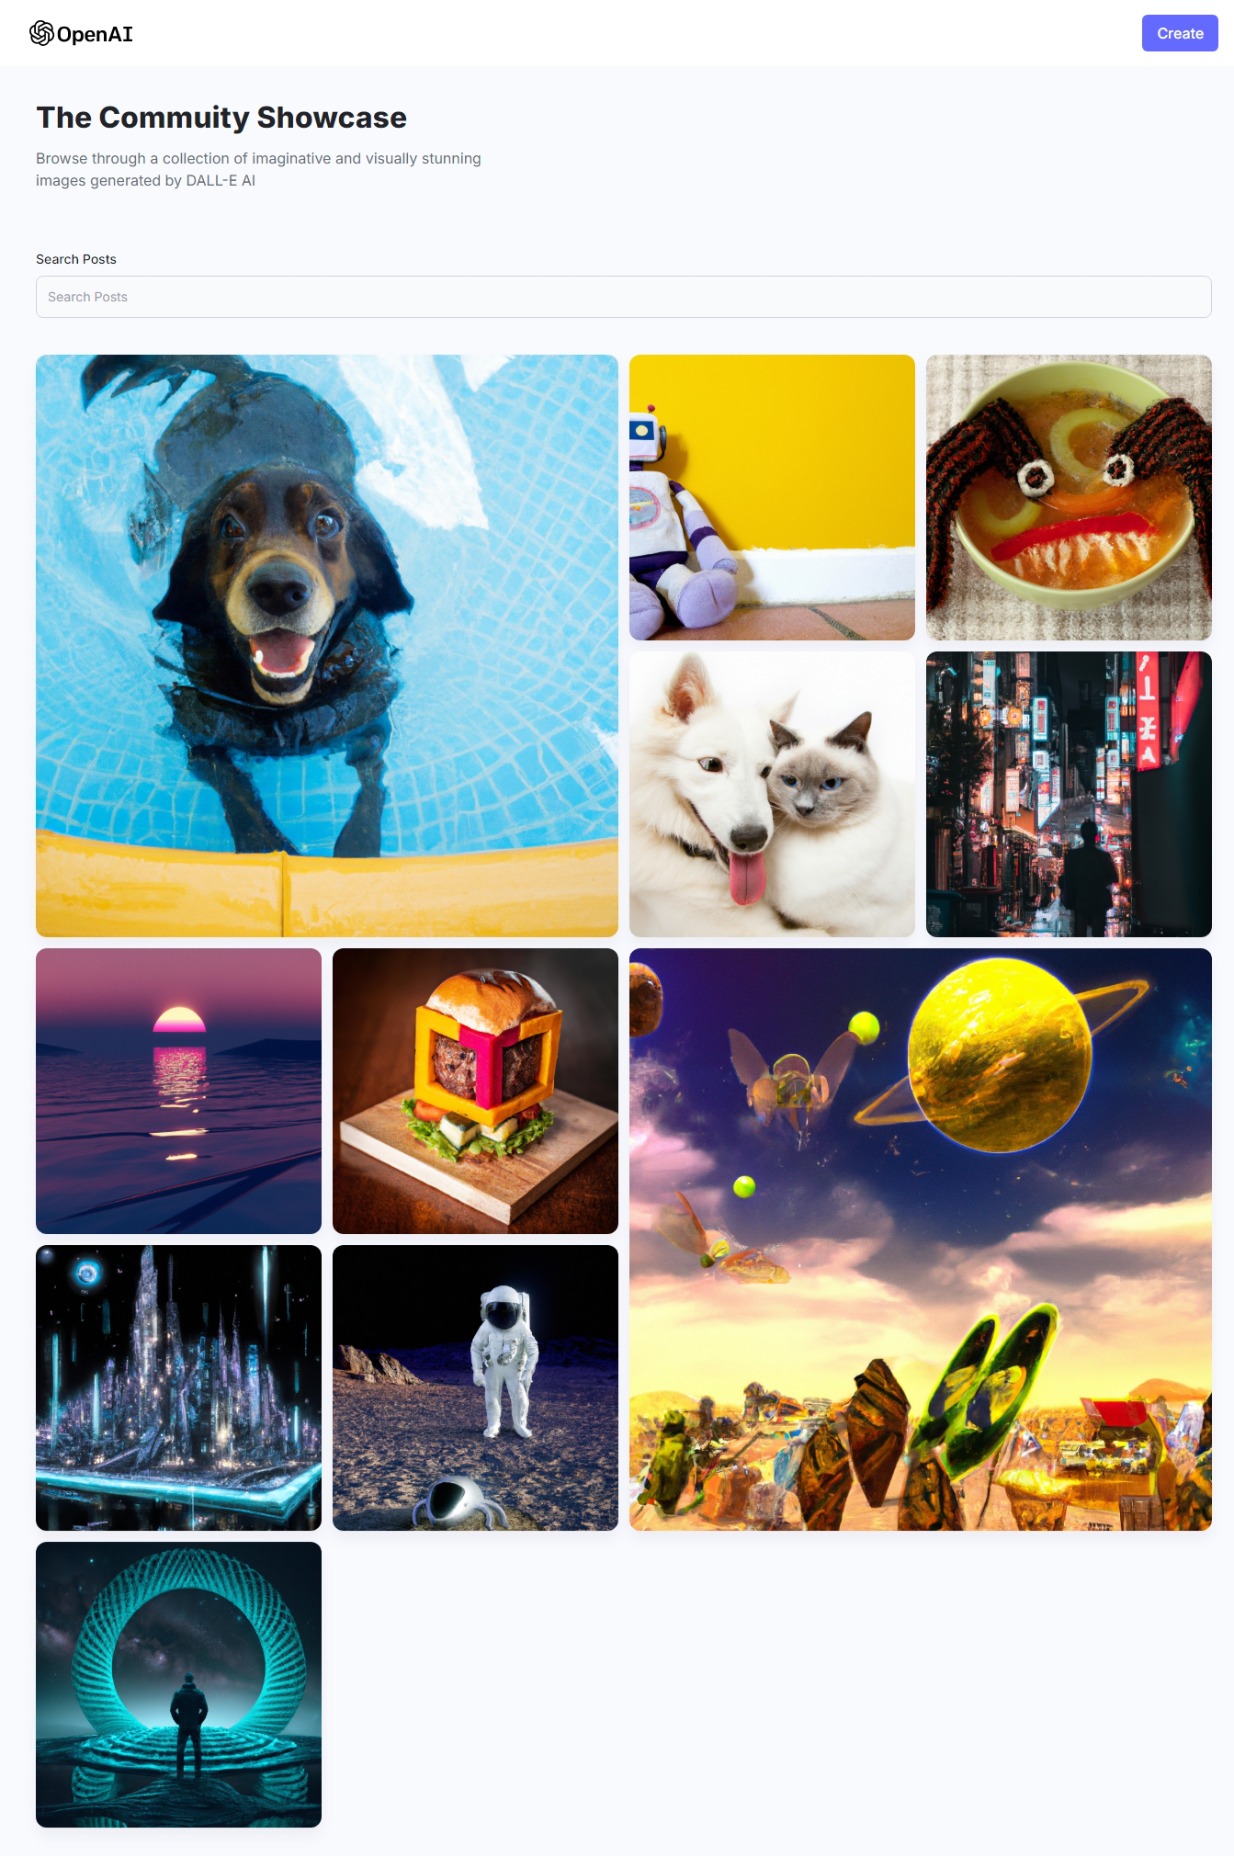 OpenAI
Create
The Commuity Showcase
Browse through a collection of imaginative and visually stunning
images generated by DALL-E AI
Search Posts
Search Posts